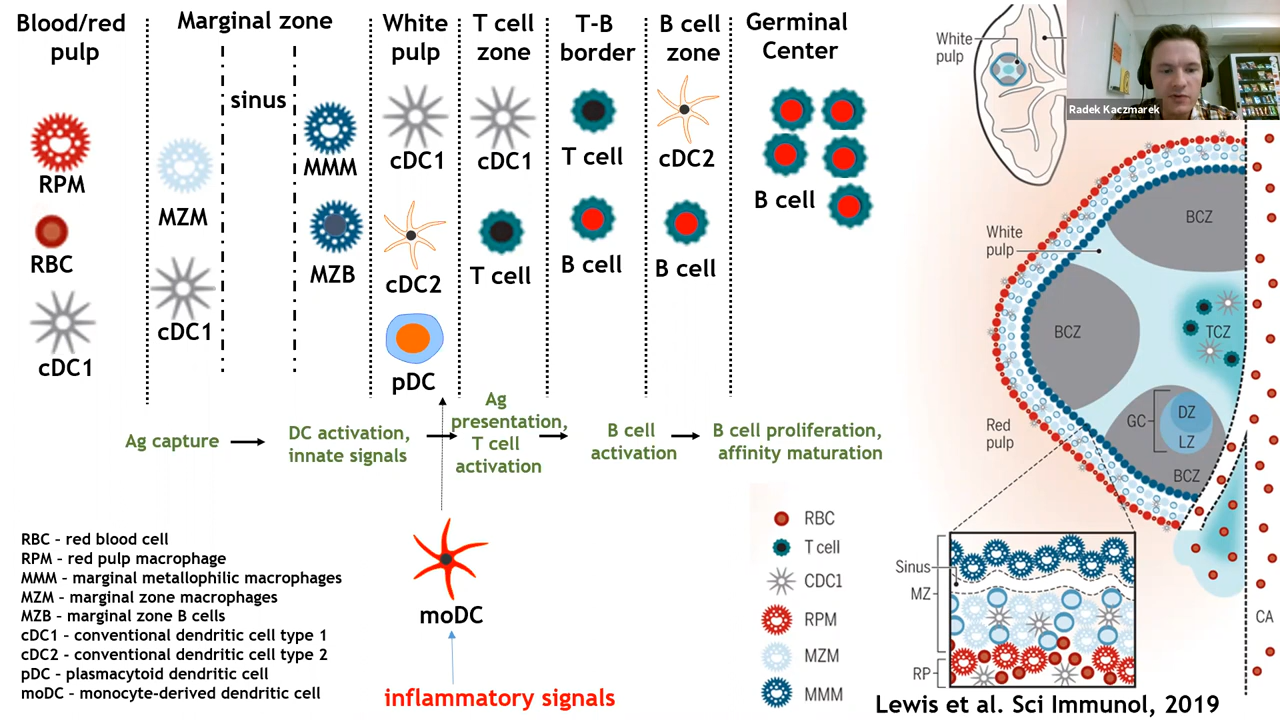 Blood/red
pulp
Marginal zone
sinus
White
pulp
T cell
zone
T-B
border
B cell
zone
Germinal
Center
RPM
RBC
cDC1
MZM
cDC1
MMM
MZB
cDC1
cDC2
pDC
cDC1
T cell
T cell
B cell
cDC2
B cell
B cell
Ag capture
DC activation,
innate signals
Ag
presentation,
T cell
activation
B cell
activation
B cell proliferation,
affinity maturation
moDC
inflammatory signals
RBC - red blood cell
RPM - red pulp macrophage
MMM - marginal metallophilic macrophages
MZM - marginal zone macrophages
MZB - marginal zone B cells
cDC1 - conventional dendritic cell type 1
cDC2 - conventional dendritic cell type 2
pDC - plasmacytoid dendritic cell
moDC - monocyte-derived dendritic cell
White
pulp
Radek Kaczmarek
White
pulp
BCZ
BCZ
TCZ
GC
DZ
LZ
BCZ
Red
pulp
RBC
T cell
CDC1
RPM
MZM
MMM
Sinus
MZ
RP
CA
Lewis et al. Sci Immunol, 2019